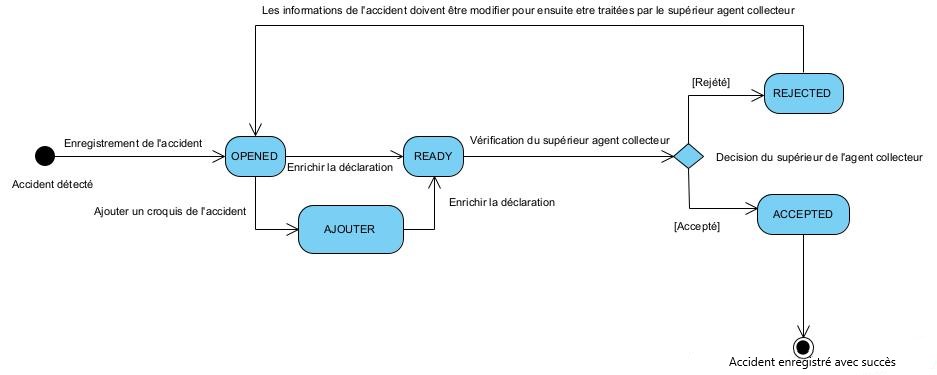 Les informations de l'accident doivent être modifier pour ensuite etre traitées par le supérieur agent collecteur
[Rejété]
REJECTED
Enregistrement de l'accident
Vérification du supérieur agent collecteur
OPENED
READY
Decision du supérieur de l'agent collecteur
Enrichir la déclaration
Accident détecté
Enrichir la déclaration
Ajouter un croquis de l'accident
ACCEPTED
[Accepté]
AJOUTER
Accident enregistré avec succès